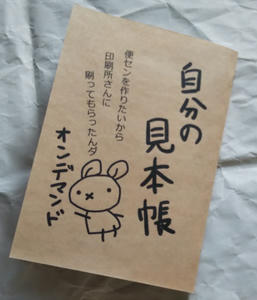 自分の
見本帳
便センを作りたいから
印刷所さんに
刷ってもらったんダ
オンデマンド